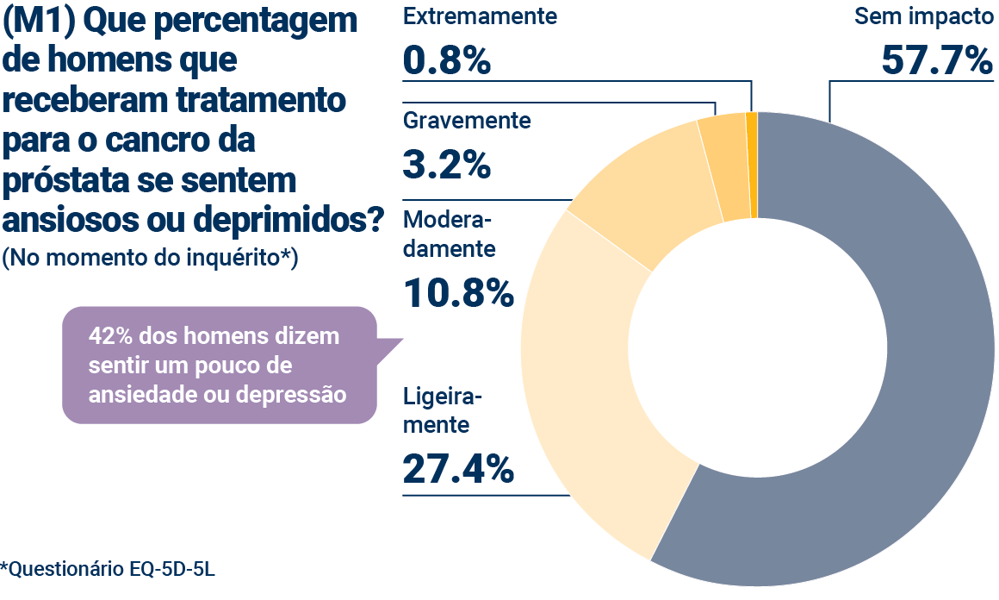 (M1) Que percentagem
de homens que
receberam tratamento
para o cancro da
próstata se sentem
ansiosos ou deprimidos?
(No momento do inquérito*)
42% dos homens dizem
sentir um pouco de
ansiedade ou depressão
*Questionário EQ-5D-5L
Extremamente
0.8%
Gravemente
3.2%
Modera-
damente
10.8%
Ligeira-
mente
27.4%
Sem impacto
57.7%